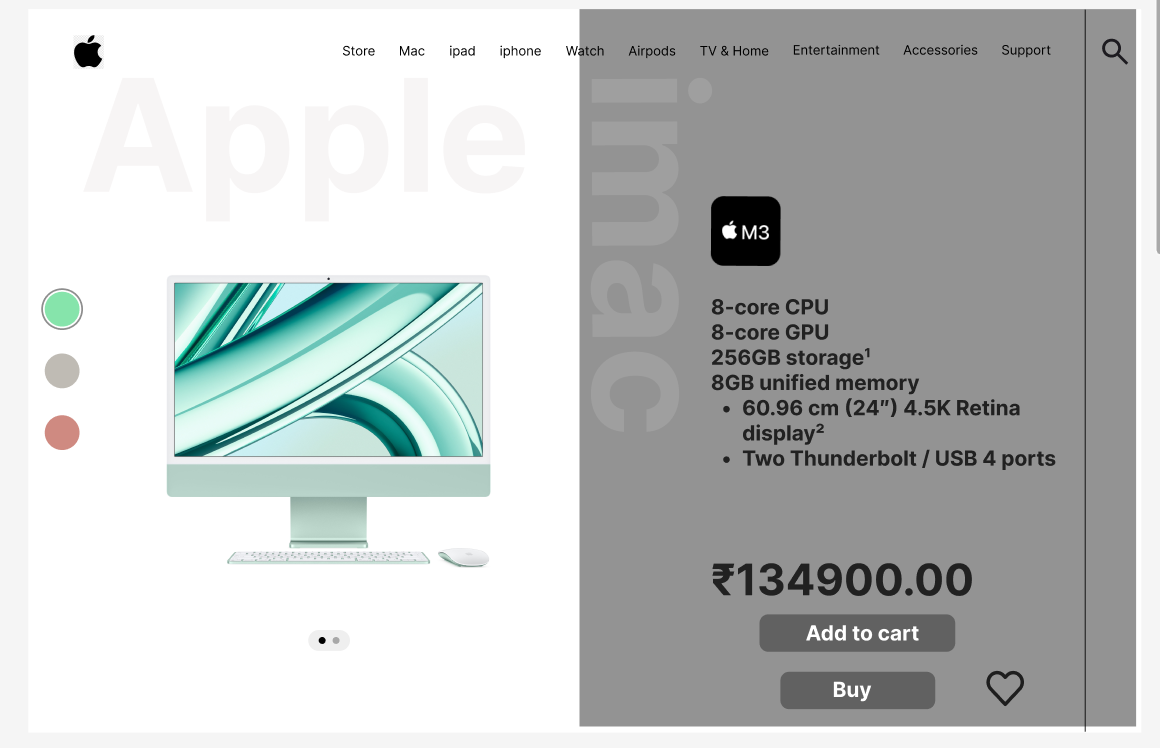 Store Mac ipad iphone Watch Airpods TV & Home Entertainment Accessories Support
Apple
imac
M3
8-core CPU
8-core GPU
256GB storage¹
8GB unified memory
• 60.96 cm (24″) 4.5K Retina
display²
• Two Thunderbolt / USB 4 ports
₹134900.00
Add to cart
Buy